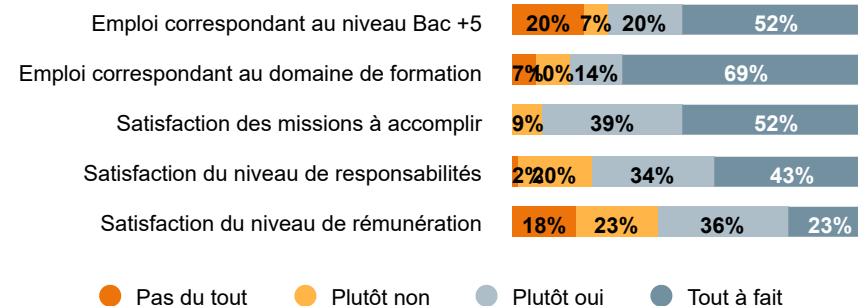 Emploi correspondant au niveau Bac +5 20% 7% 20% 52%
Emploi correspondant au domaine de formation 7% 10% 14% 69%
Satisfaction des missions à accomplir 9% 39% 52%
Satisfaction du niveau de responsabilités 2% 20% 34% 43%
Satisfaction du niveau de rémunération 18% 23% 36% 23%
Pas du tout Plutôt non Plutôt oui Tout à fait